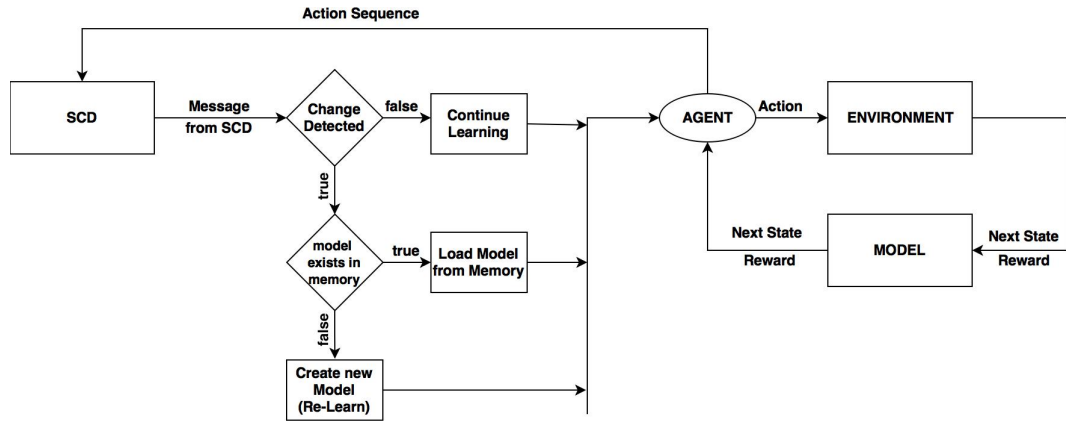 Action Sequence
SCD
Message
from SCD
Change
Detected
false
Continue
Learning
AGENT
Action
ENVIRONMENT
true
model
exists in
memory
true
Load Model
from Memory
Next State
Reward
MODEL
Next State
Reward
false
Create new
Model
(Re-Learn)